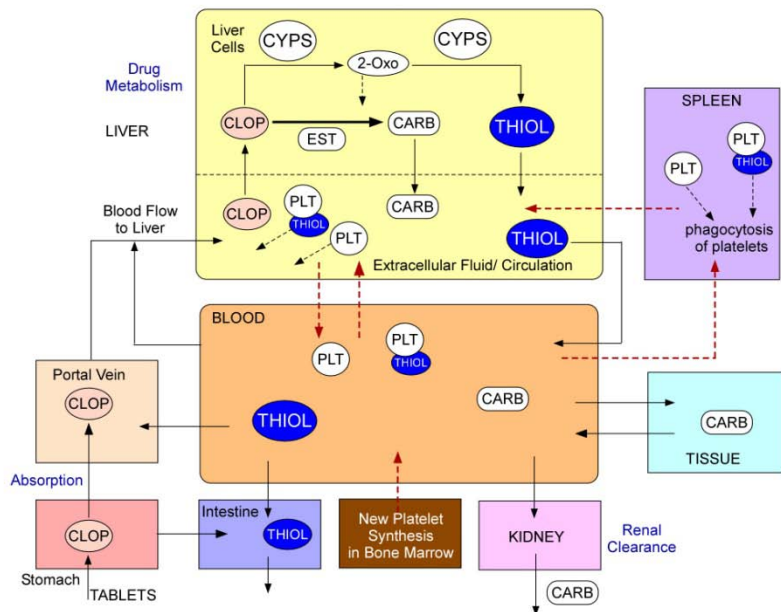 Liver
Cells
CYPS
CYPS
2-Oxo
Drug
Metabolism
LIVER
CLOP
EST
CARB
THIOL
SPLEEN
PLT
THIOL
PLT
phagocytosis
of platelets
Blood Flow
to Liver
CLOP
PLT
THIOL
PLT
CARB
THIOL
Extracellular Fluid/ Circulation
BLOOD
PLT
PLT
THIOL
THIOL
CARB
Portal Vein
CLOP
CARB
TISSUE
Absorption
CLOP
Stomach
TABLETS
Intestine
THIOL
New Platelet
Synthesis
in Bone Marrow
KIDNEY
Renal
Clearance
CARB